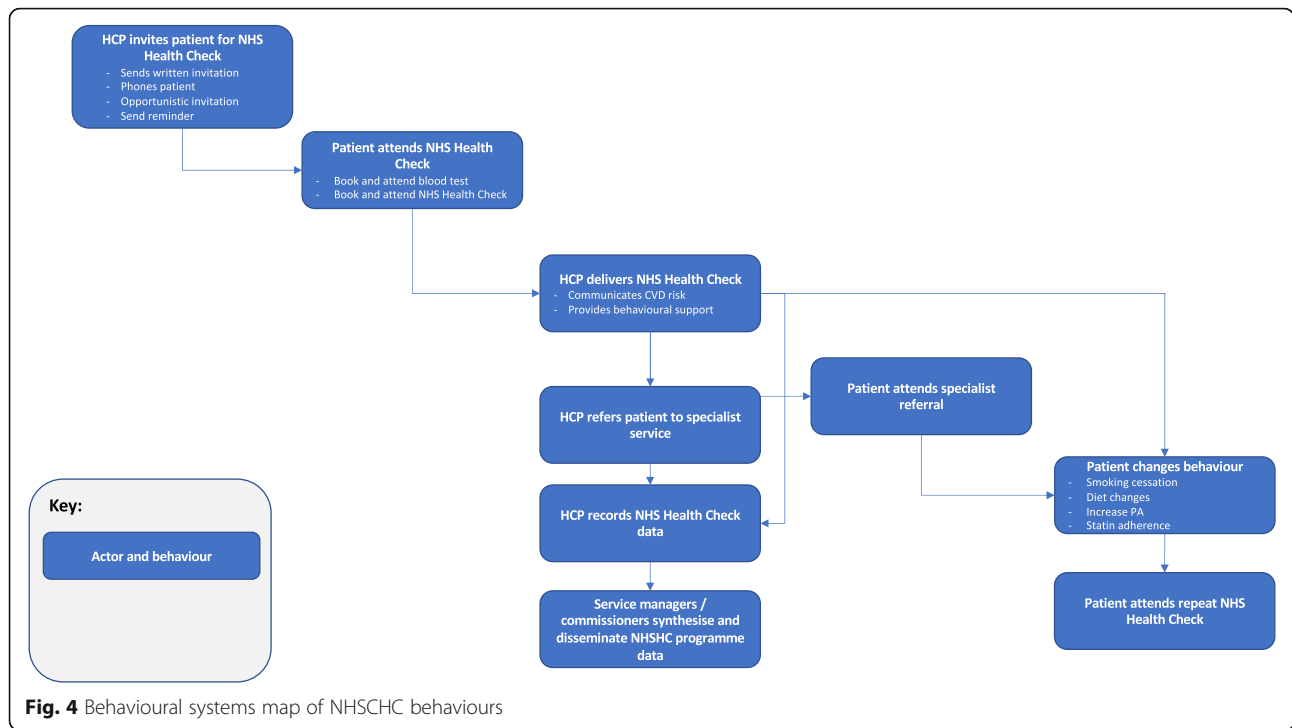 HCP invites patient for NHS
Health Check
- Sends written invitation
- Phones patient
- Opportunistic invitation
- Send reminder
Patient attends NHS Health
Check
- Book and attend blood test
- Book and attend NHS Health Check
HCP delivers NHS Health Check
- Communicates CVD risk
- Provides behavioural support
HCP refers patient to specialist
service
Patient attends specialist
referral
HCP records NHS Health Check
data
Patient changes behaviour
- Smoking cessation
- Diet changes
- Increase PA
- Statin adherence
Service managers /
commissioners synthesise and
disseminate NHSHC programme
data
Patient attends repeat NHS
Health Check
Key:
Actor and behaviour
Fig. 4 Behavioural systems map of NHSCHC behaviours